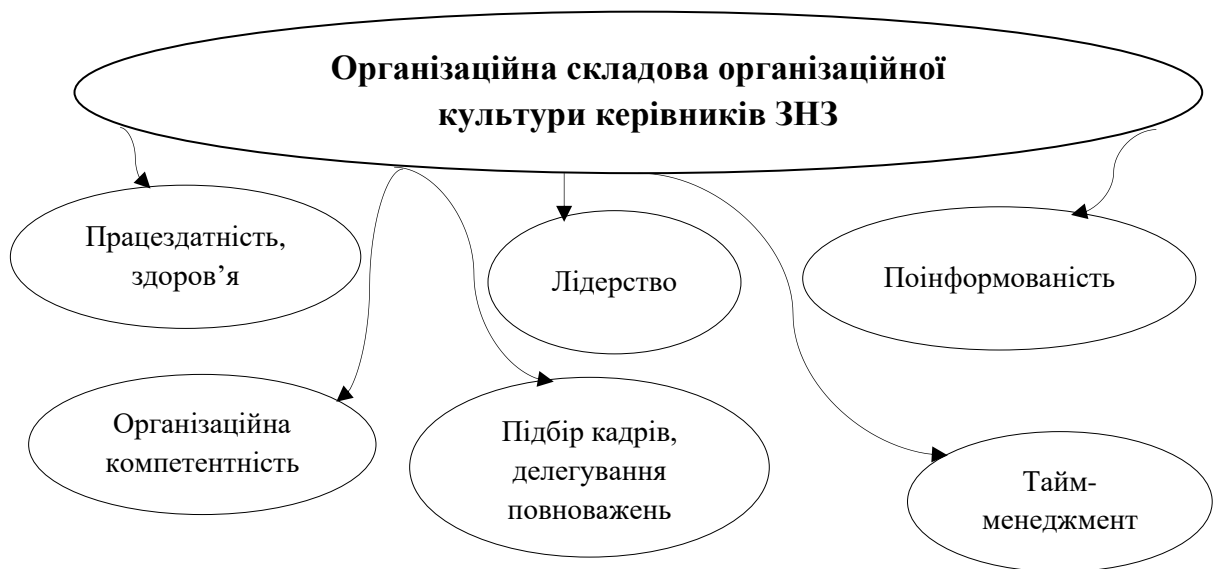 Організаційна складова організаційної
культури керівників ЗНЗ
Працездатність,
здоров’я
Лідерство
Поінформованість
Організаційна
компетентність
Підбір кадрів,
делегування
повноважень
Тайм-
менеджмент